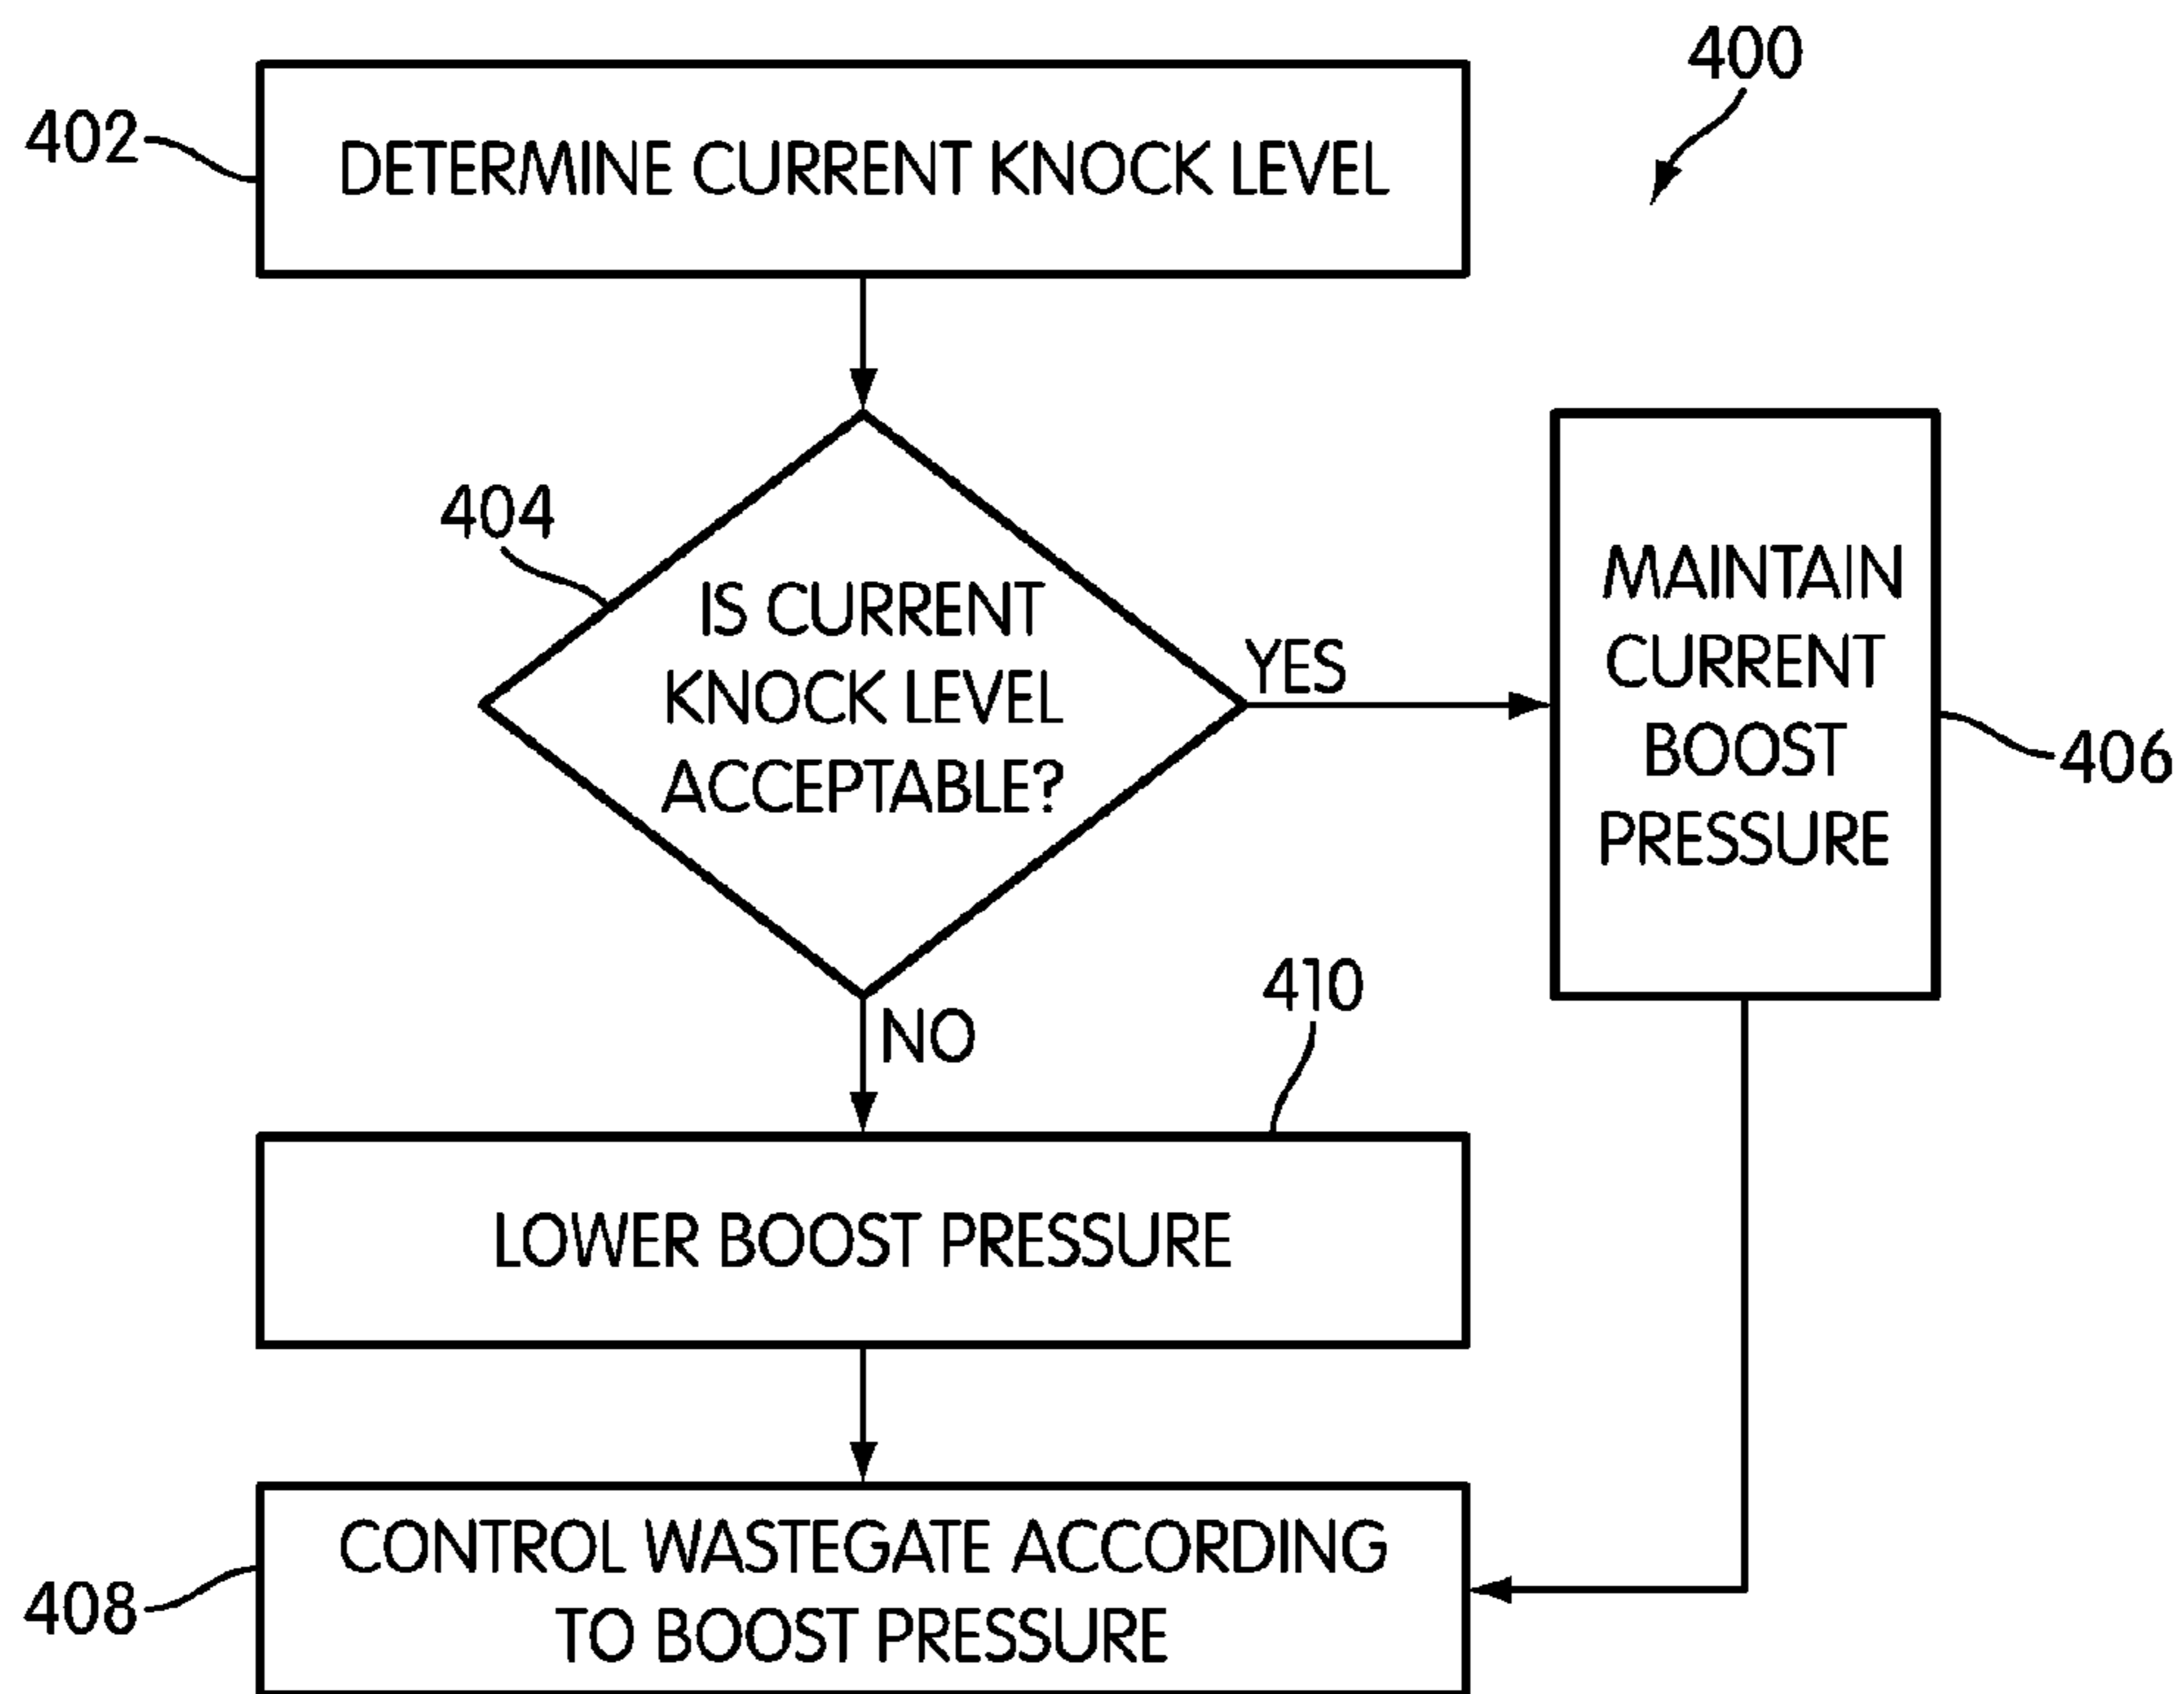 400
402
DETERMINE CURRENT KNOCK LEVEL
404
IS CURRENT
KNOCK LEVEL
ACCEPTABLE?
YES
MAINTAIN
CURRENT
BOOST
PRESSURE
406
NO
410
LOWER BOOST PRESSURE
408
CONTROL WASTEGATE ACCORDING
TO BOOST PRESSURE